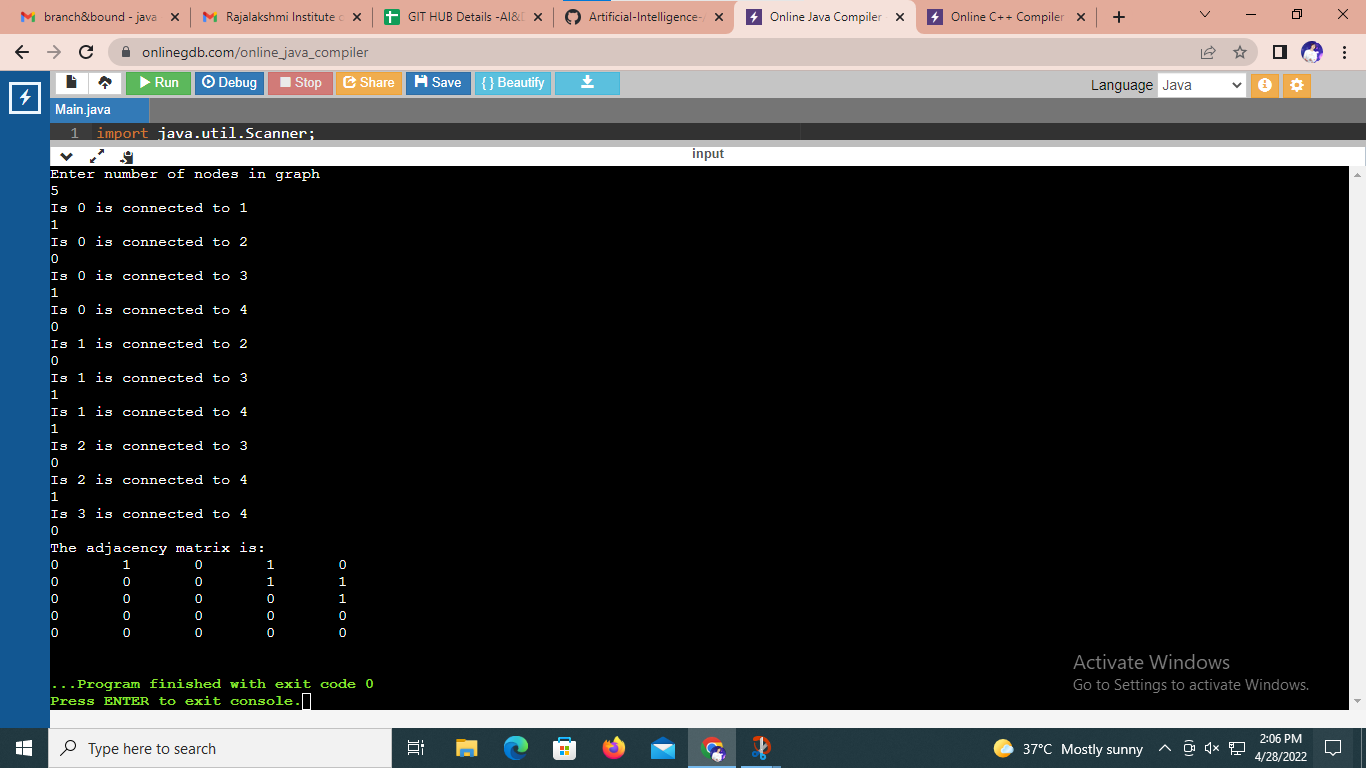 branch&bound - java
Rajalakshmi Institute
GIT HUB Details -AI&
Artificial-Intelligence-
Online Java Compiler
Online C++ Compiler
onlinegdb.com/online_java_compiler
Run
Debug
Stop
Share
Save
{ } Beautify
Language
Java
Main.java
1 import java.util.Scanner;
input
Enter number of nodes in graph
5
Is 0 is connected to 1
1
Is 0 is connected to 2
0
Is 0 is connected to 3
1
Is 0 is connected to 4
0
Is 1 is connected to 2
0
Is 1 is connected to 3
1
Is 1 is connected to 4
1
Is 2 is connected to 3
0
Is 2 is connected to 4
1
Is 3 is connected to 4
0
The adjacency matrix is:
0 1 0 1 0
0 0 0 1 1
0 0 0 0 1
0 0 0 0 0
0 0 0 0 0
...Program finished with exit code 0
Press ENTER to exit console.
Activate Windows
Go to Settings to activate Windows.
Type here to search
37°C Mostly sunny
2:06 PM
4/28/2022